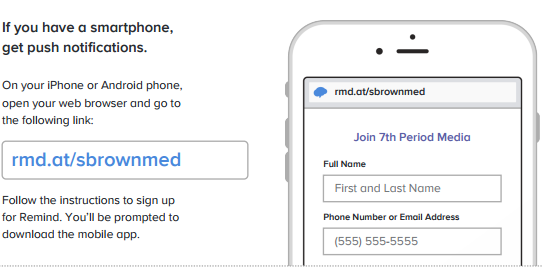 If you have a smartphone,
get push notifications.
On your iPhone or Android phone,
open your web browser and go to
the following link:
rmd.at/sbrownmed
Follow the instructions to sign up
for Remind. You'll be prompted to
download the mobile app.
rmd.at/sbrownmed
Join 7th Period Media
Full Name
First and Last Name
Phone Number or Email Address
(555) 555-5555